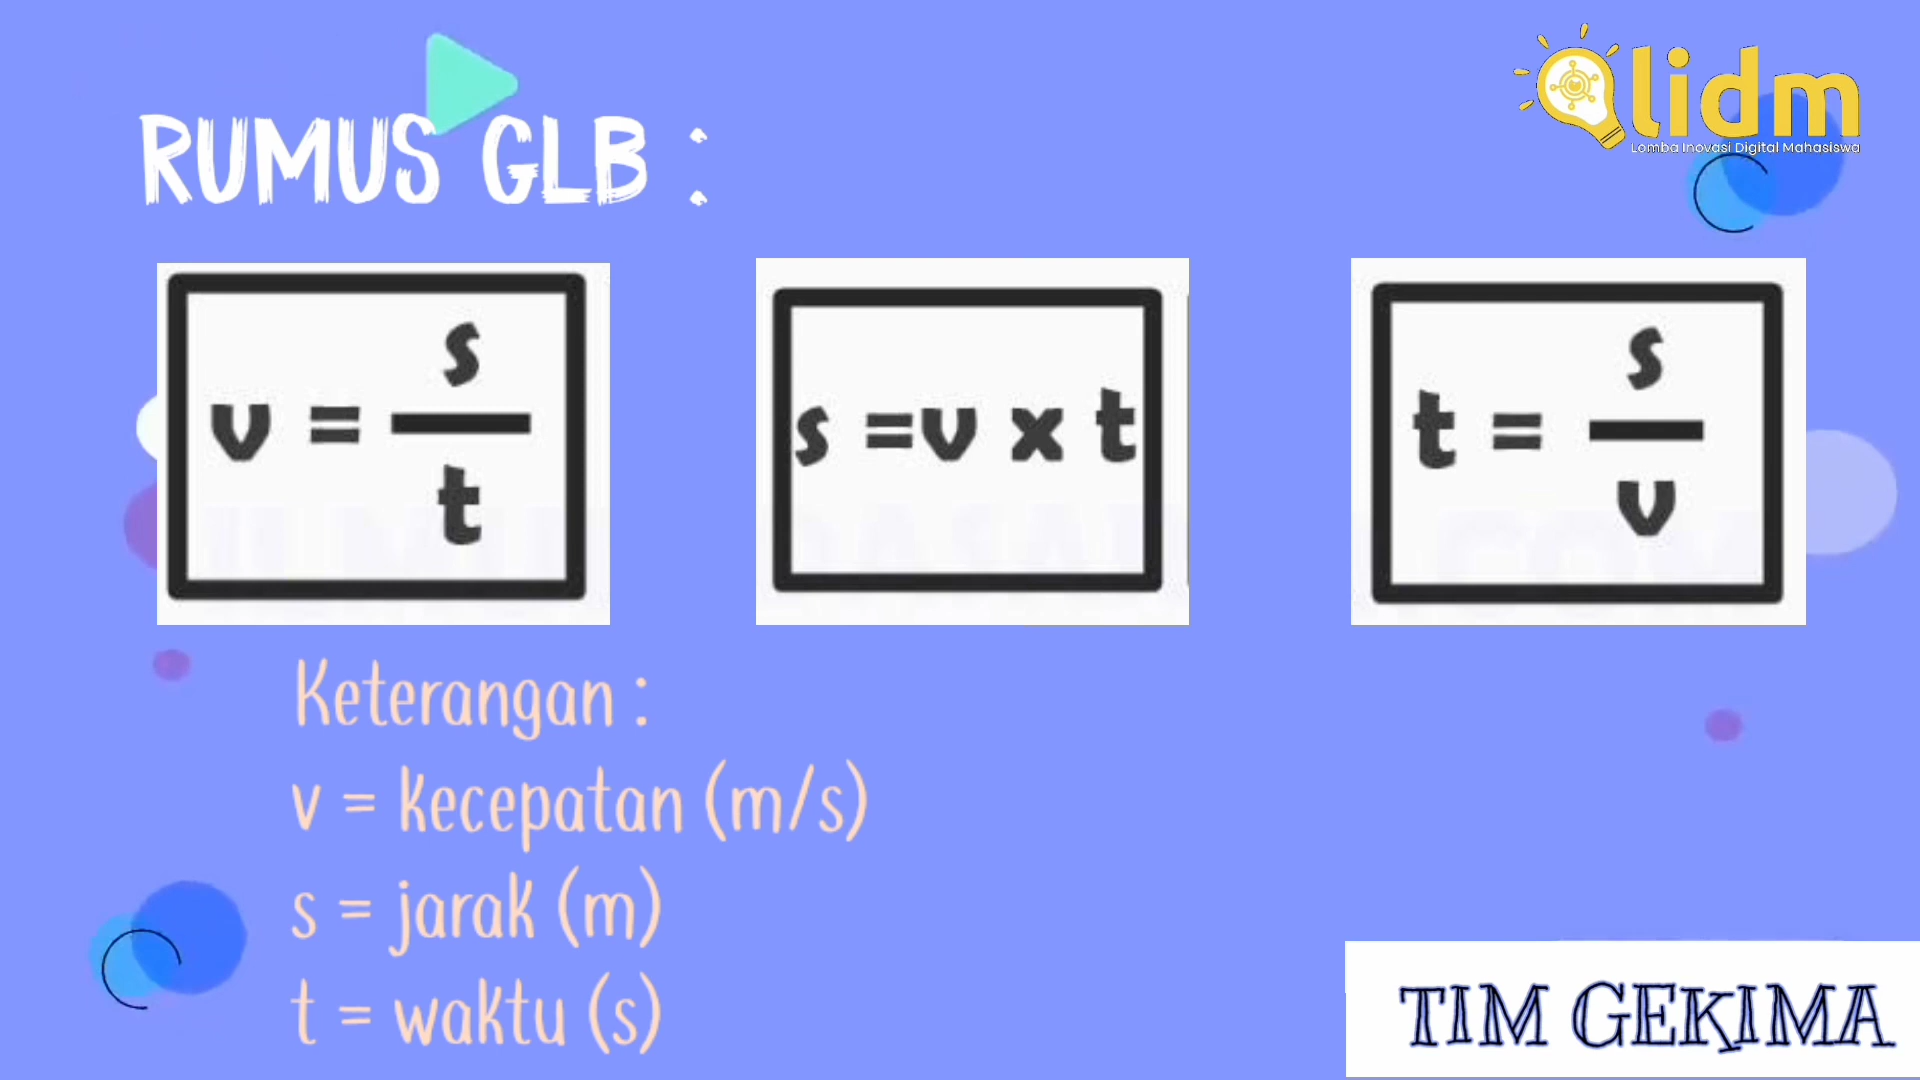 lidm
Lomba Inovasi Digital Mahasiswa
RUMUS GLB :
v = s/t
s = v x t
t = s/v
Keterangan :
v = kecepatan (m/s)
s = jarak (m)
t = waktu (s)
TIM GEKIMA